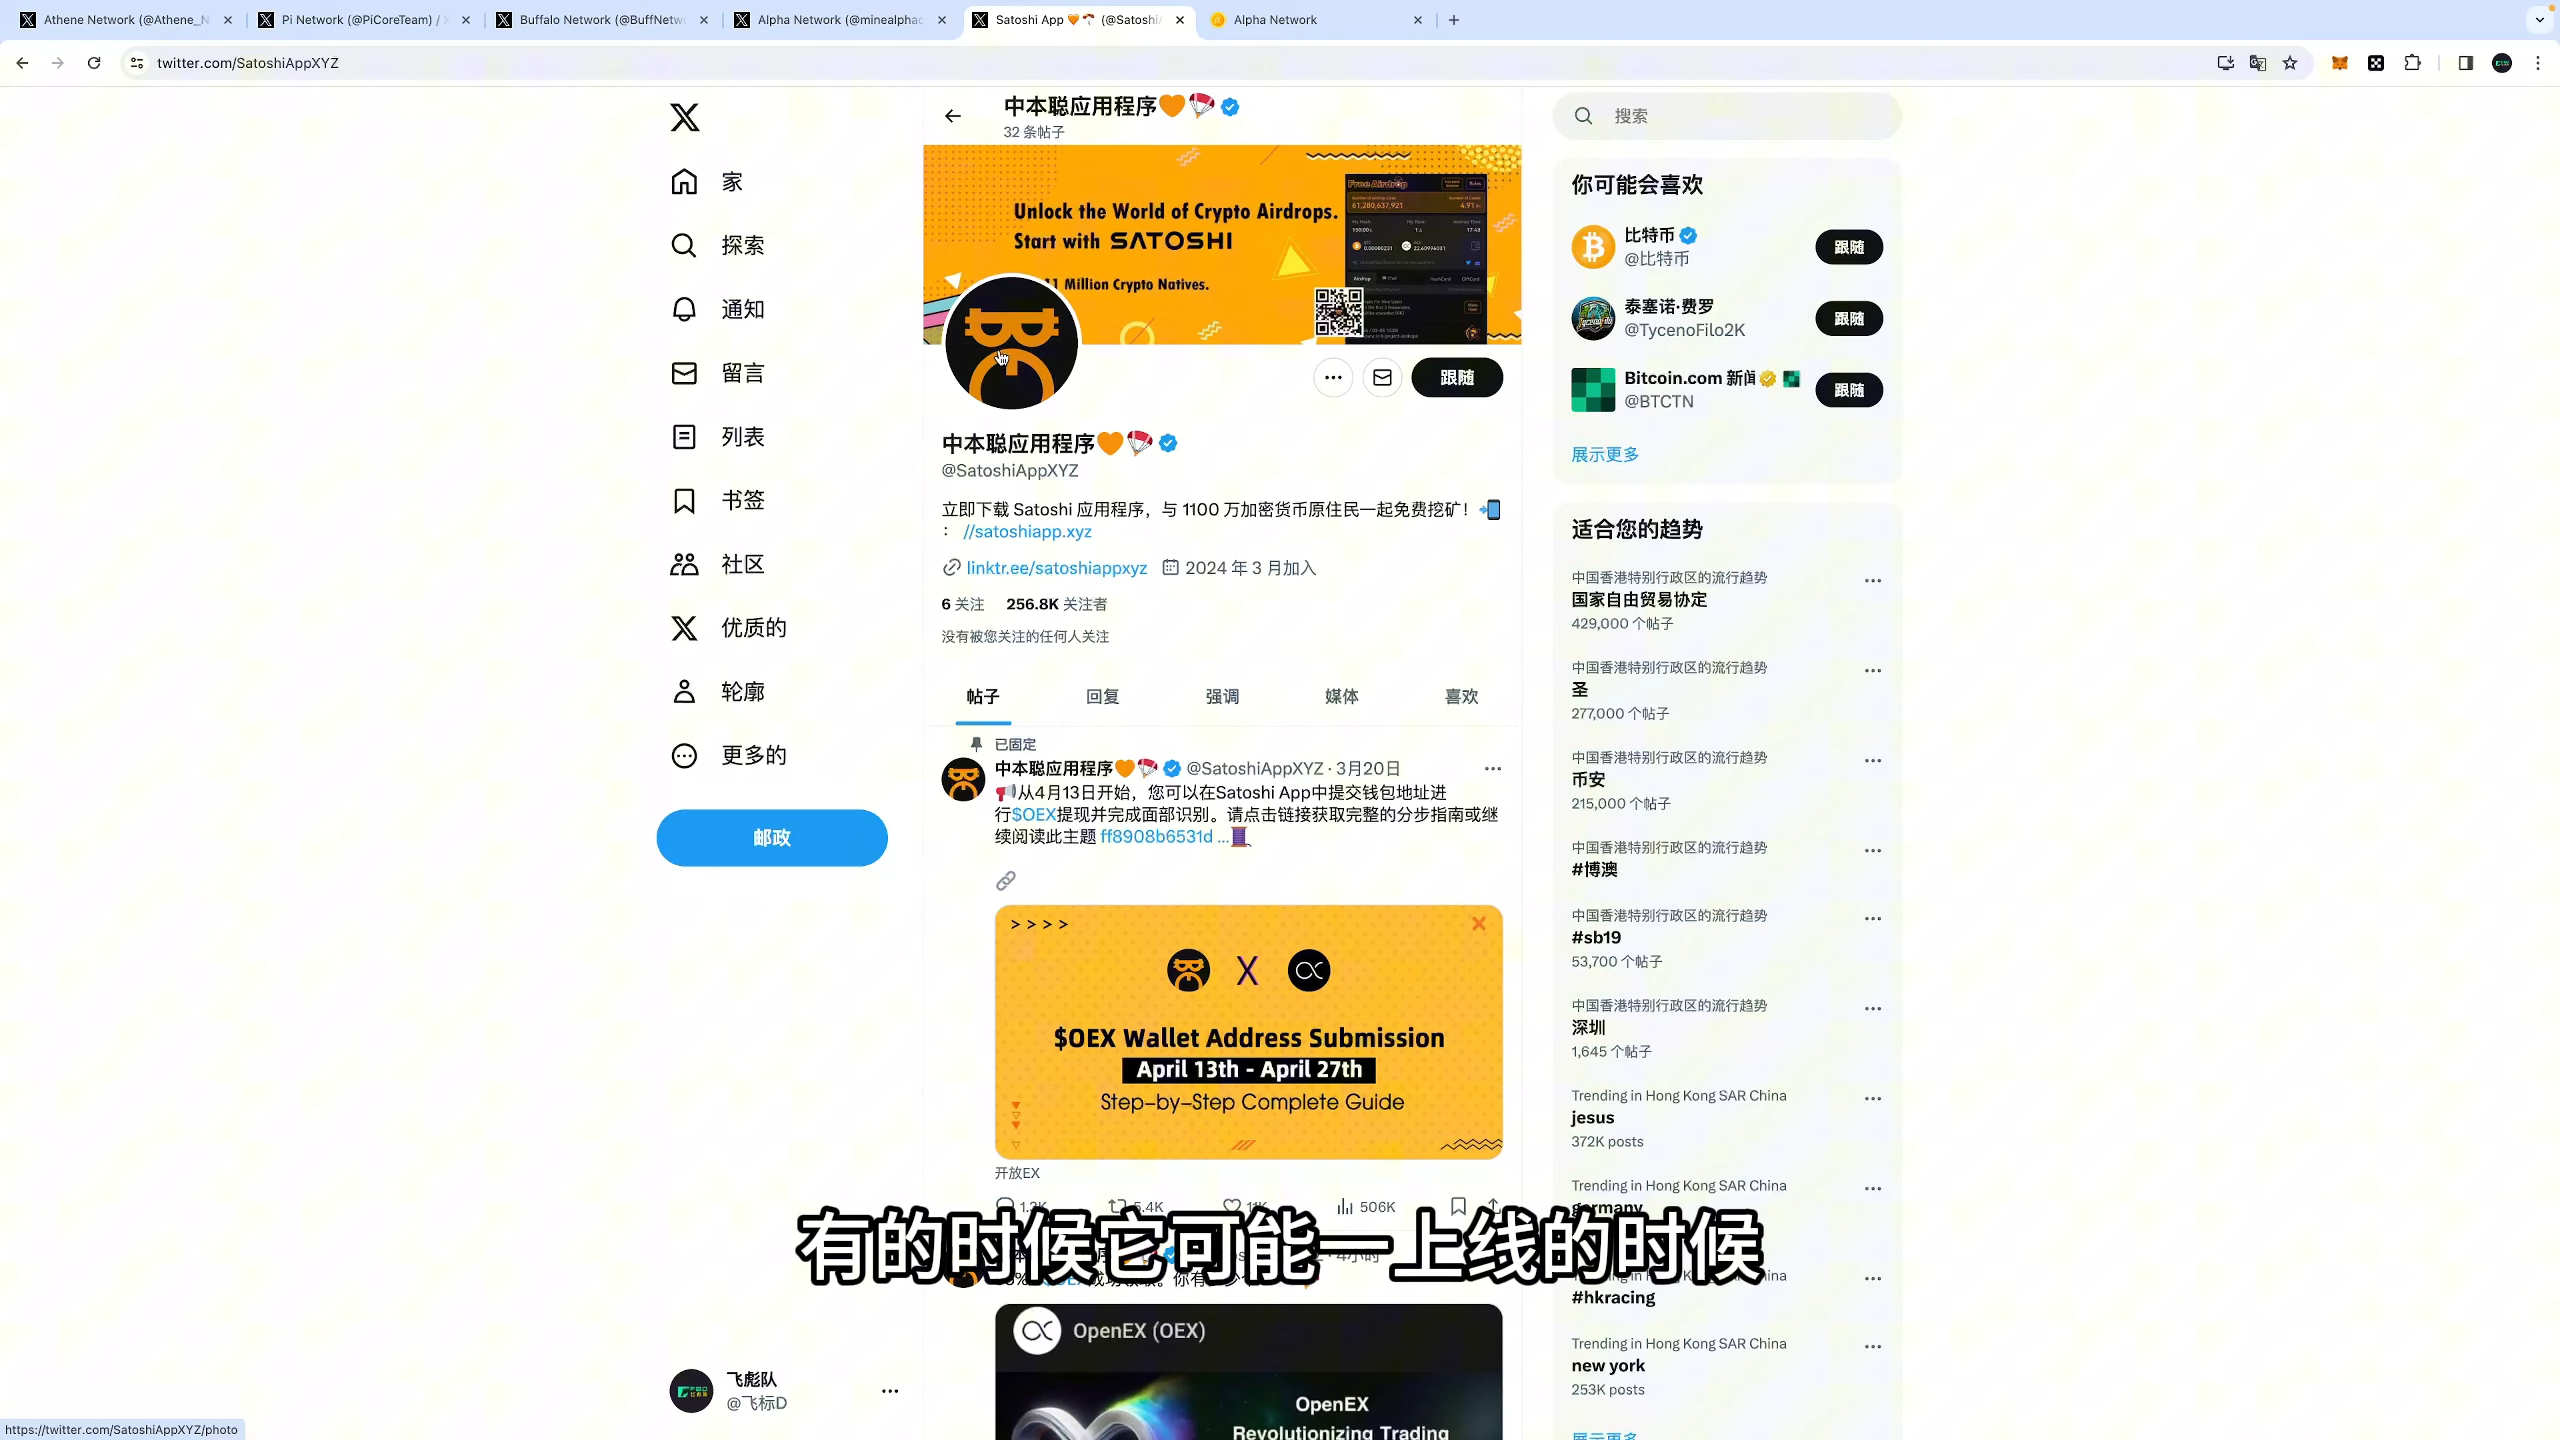 Athene Network (@Athene_N
Pi Network (@PiCoreTeam) / X
Buffalo Network (@BuffNetw
Alpha Network (@minealphac
Satoshi App 🧡🪂 (@Satoshi
Alpha Network
twitter.com/SatoshiAppXYZ
家
探索
通知
留言
列表
书签
社区
优质的
轮廓
更多的
邮政
飞彪队
@飞标D
中本聪应用程序🧡🪂
32 条帖子
Unlock the World of Crypto Airdrops.
Start with SATOSHI
Million Crypto Natives.
Free Airdrop
61,280,637,921
跟随
中本聪应用程序🧡🪂
@SatoshiAppXYZ
立即下载 Satoshi 应用程序，与 1100 万加密货币原住民一起免费挖矿！📲
： //satoshiapp.xyz
linktr.ee/satoshiappxyz 2024 年 3 月加入
6 关注 256.8K 关注者
没有被您关注的任何人关注
帖子 回复 强调 媒体 喜欢
已固定
中本聪应用程序🧡🪂 @SatoshiAppXYZ · 3月20日
📢从4月13日开始，您可以在Satoshi App中提交钱包地址进
行$OEX提现并完成面部识别。请点击链接获取完整的分步指南或继
续阅读此主题 ff8908b6531d ...🧵
> > > >
X
$OEX Wallet Address Submission
April 13th - April 27th
Step-by-Step Complete Guide
开放EX
5.4K
11K
506K
有的时候它可能一上线的时候
OpenEX (OEX)
OpenEX
Revolutionizing Trading
搜索
你可能会喜欢
比特币
@比特币
跟随
泰塞诺·费罗
@TycenoFilo2K
跟随
Bitcoin.com 新闻
@BTCTN
跟随
展示更多
适合您的趋势
中国香港特别行政区的流行趋势
国家自由贸易协定
429,000 个帖子
中国香港特别行政区的流行趋势
圣
277,000 个帖子
中国香港特别行政区的流行趋势
币安
215,000 个帖子
中国香港特别行政区的流行趋势
#博澳
中国香港特别行政区的流行趋势
#sb19
53,700 个帖子
中国香港特别行政区的流行趋势
深圳
1,645 个帖子
Trending in Hong Kong SAR China
jesus
372K posts
Trending in Hong Kong SAR China
germany
#hkracing
Trending in Hong Kong SAR China
new york
253K posts
展示更多
https://twitter.com/SatoshiAppXYZ/photo